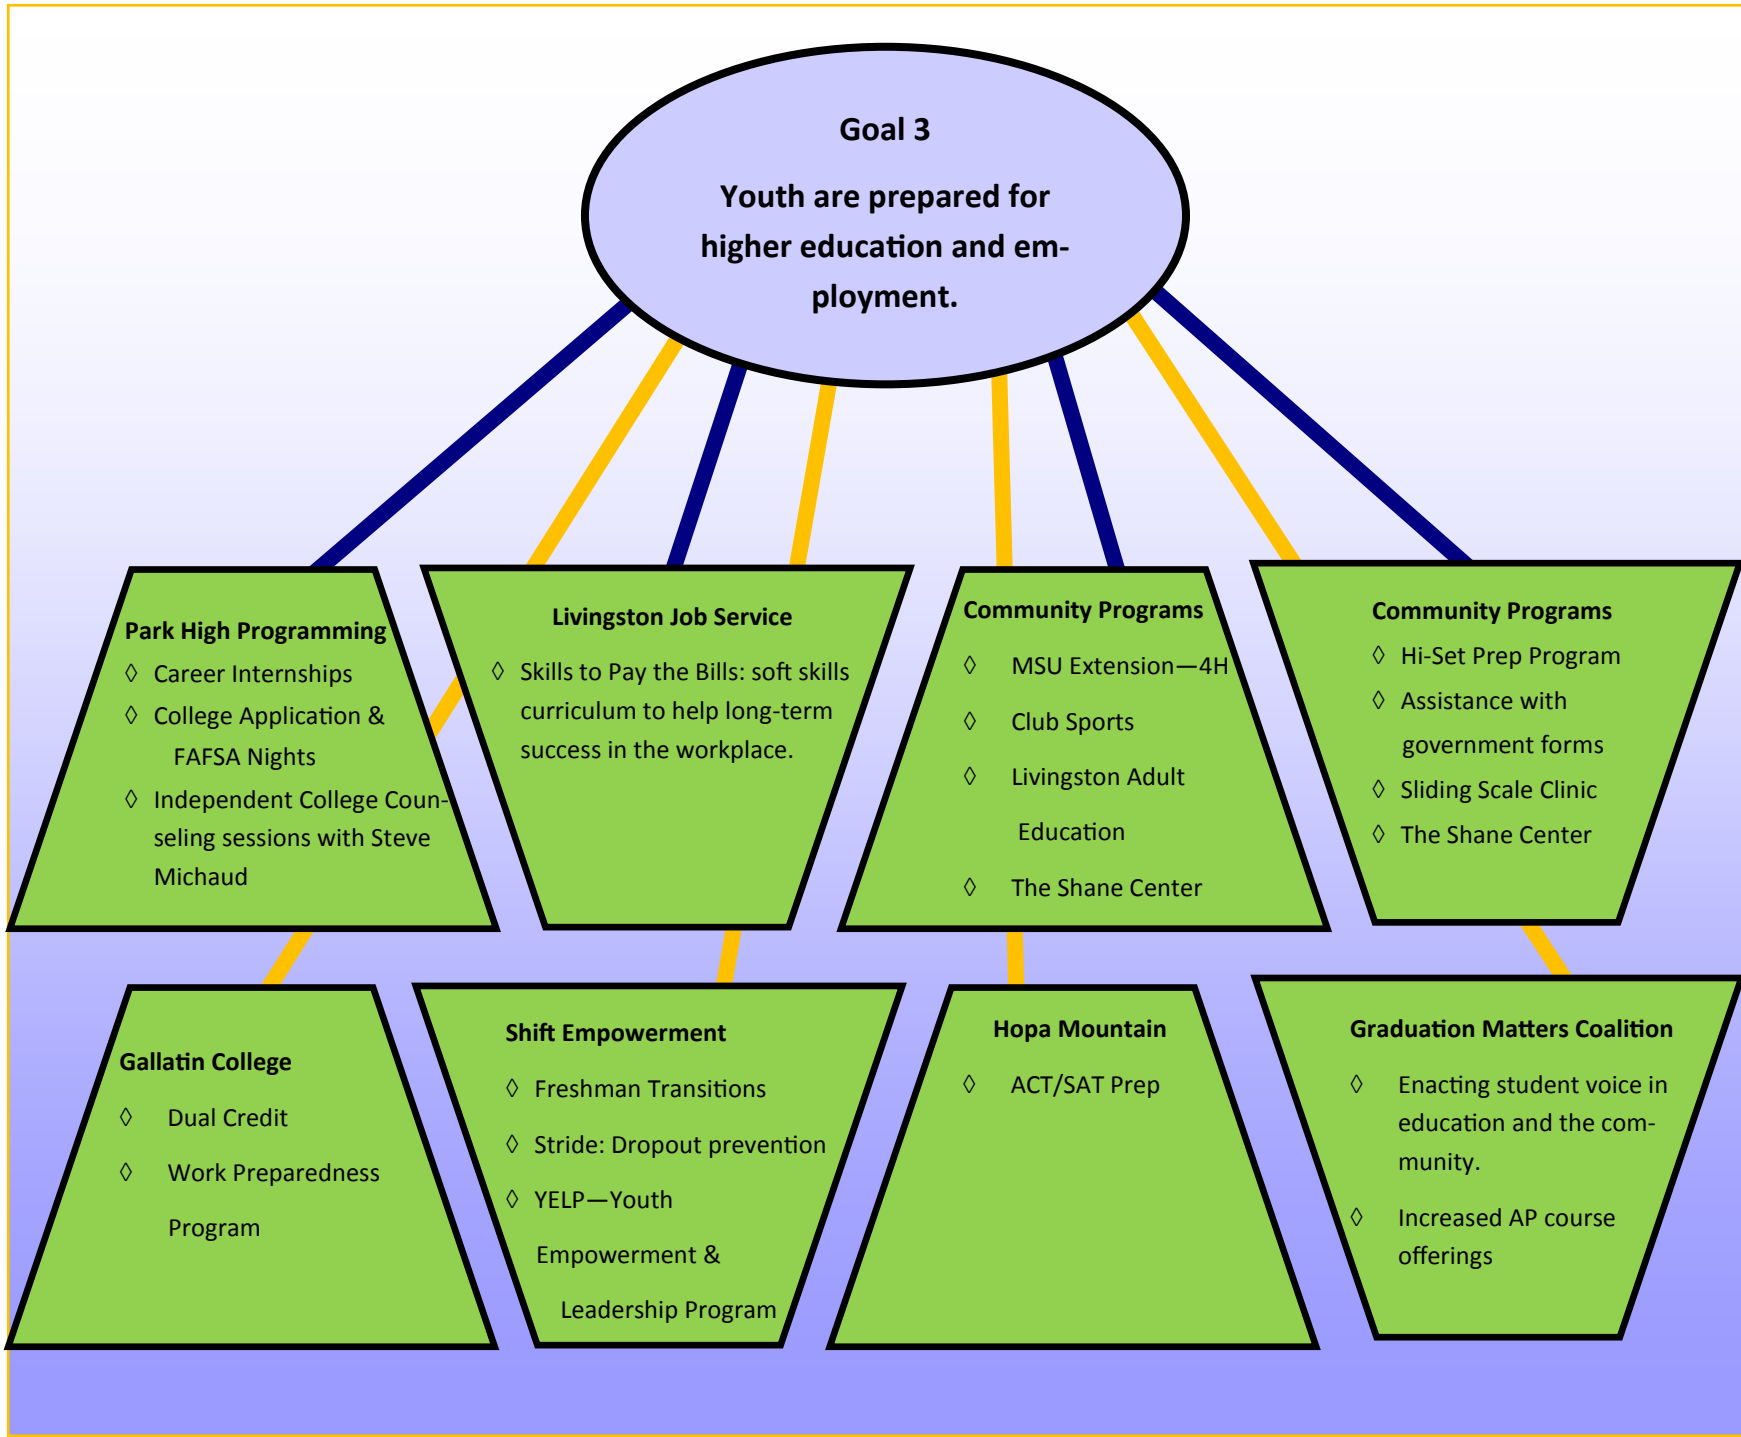 Goal 3
Youth are prepared for
higher education and em-
ployment.
Park High Programming
◊ Career Internships
◊ College Application &
FAFSA Nights
◊ Independent College Coun-
seling sessions with Steve
Michaud
Livingston Job Service
◊ Skills to Pay the Bills: soft skills
curriculum to help long-term
success in the workplace.
Community Programs
◊ MSU Extension—4H
◊ Club Sports
◊ Livingston Adult
Education
◊ The Shane Center
Community Programs
◊ Hi-Set Prep Program
◊ Assistance with
government forms
◊ Sliding Scale Clinic
◊ The Shane Center
Gallatin College
◊ Dual Credit
◊ Work Preparedness
Program
Shift Empowerment
◊ Freshman Transitions
◊ Stride: Dropout prevention
◊ YELP—Youth
Empowerment &
Leadership Program
Hopa Mountain
◊ ACT/SAT Prep
Graduation Matters Coalition
◊ Enacting student voice in
education and the com-
munity.
◊ Increased AP course
offerings